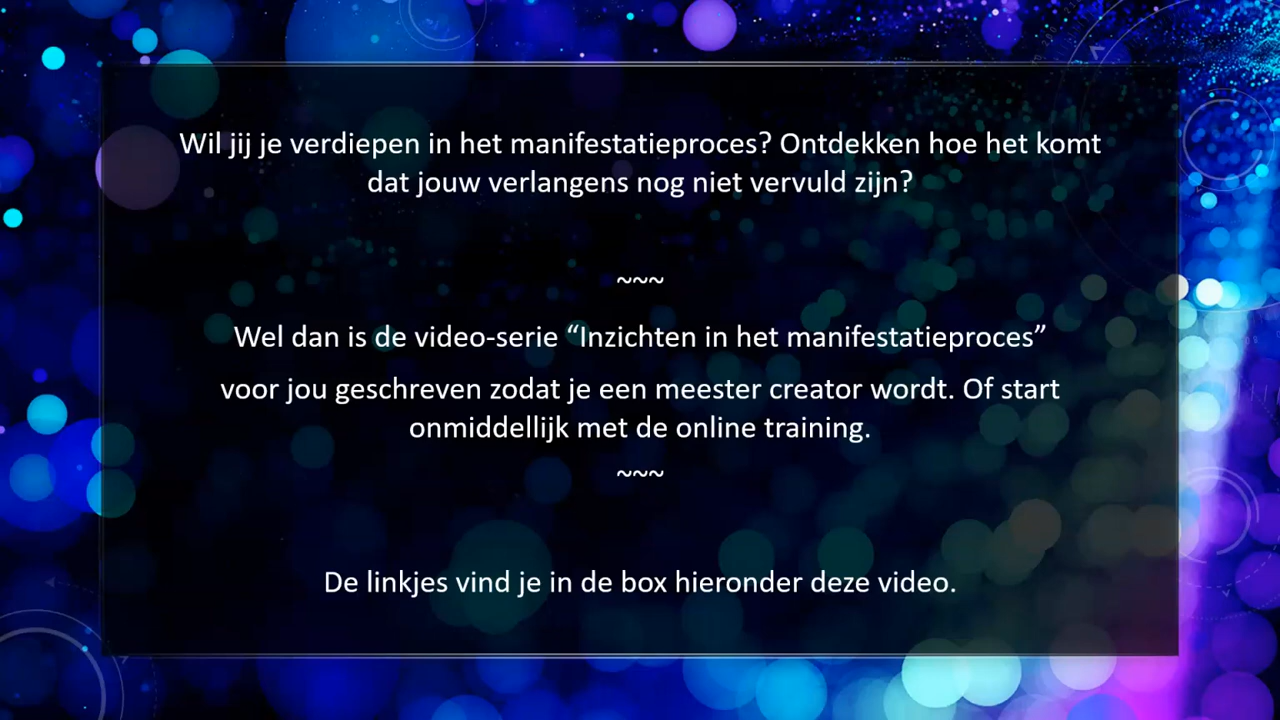 Wil jij je verdiepen in het manifestatieproces? Ontdekken hoe het komt
dat jouw verlangens nog niet vervuld zijn?
~~~
Wel dan is de video-serie “Inzichten in het manifestatieproces”
voor jou geschreven zodat je een meester creator wordt. Of start
onmiddellijk met de online training.
~~~
De linkjes vind je in de box hieronder deze video.